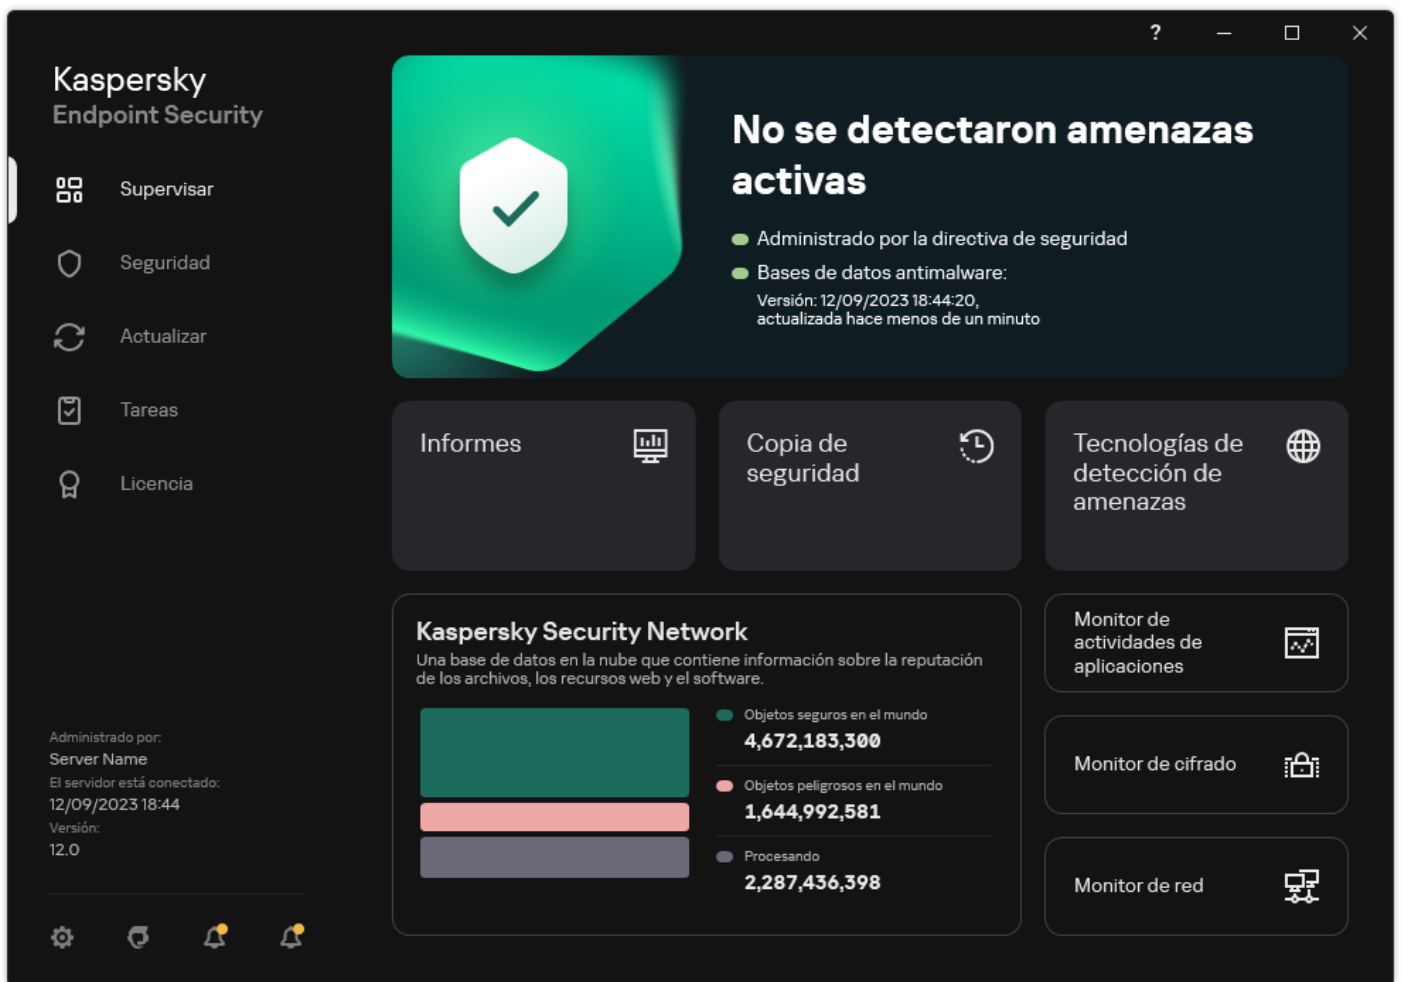 ?
Kaspersky
Endpoint Security
Supervisar
Seguridad
Actualizar
Tareas
Licencia
Administrado por:
Server Name
El servidor está conectado:
12/09/2023 18:44
Versión:
12.0
No se detectaron amenazas
activas
Administrado por la directiva de seguridad
Bases de datos antimalware:
Versión: 12/09/2023 18:44:20,
actualizada hace menos de un minuto
Informes
Copia de
seguridad
Tecnologías de
detección de
amenazas
Kaspersky Security Network
Una base de datos en la nube que contiene información sobre la reputación
de los archivos, los recursos web y el software.
Objetos seguros en el mundo
4,672,183,300
Objetos peligrosos en el mundo
1,644,992,581
Procesando
2,287,436,398
Monitor de
actividades de
aplicaciones
Monitor de cifrado
Monitor de red